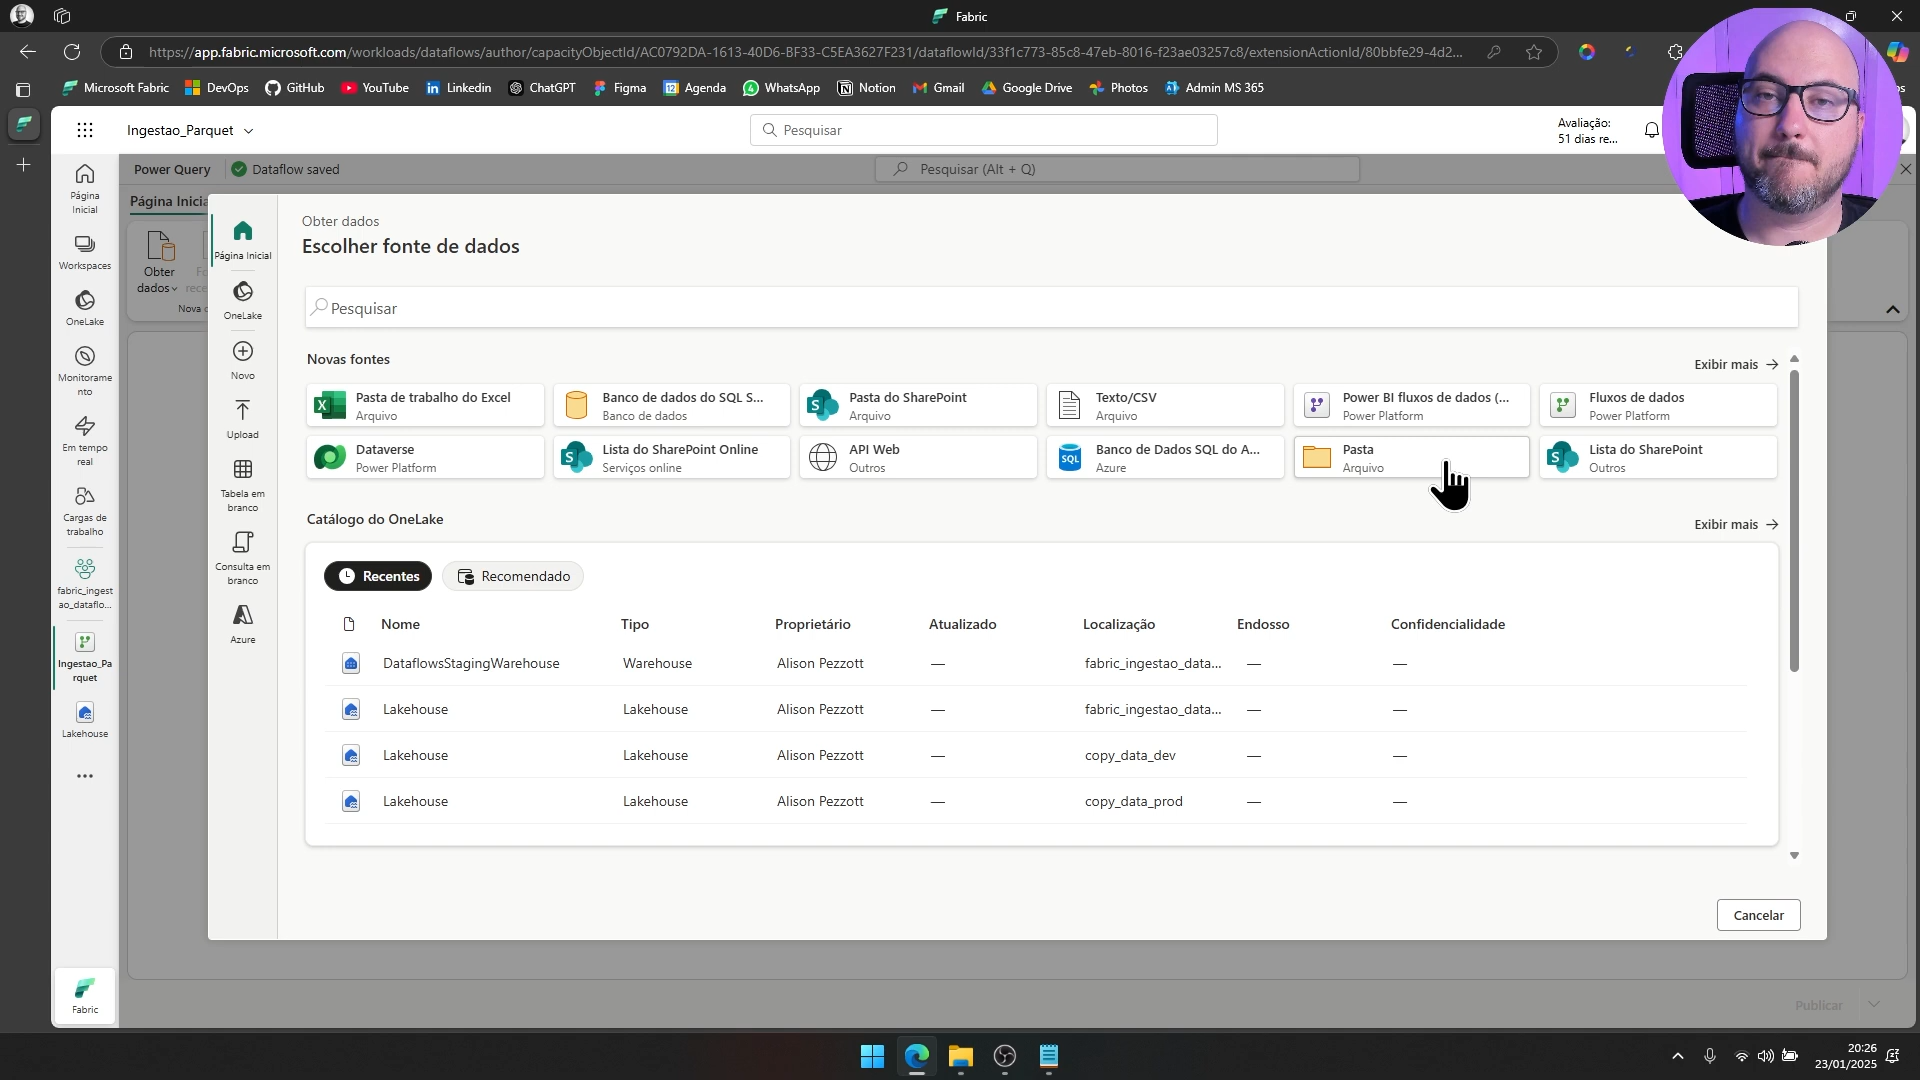 Fabric
https://app.fabric.microsoft.com/workloads/dataflows/author/capacityObjectId/AC0792DA-1613-40D6-BF33-C5EA3627F231/dataflowId/33f1c773-85c8-47eb-8016-f23ae03257c8/extensionActionId/80bbfe29-4d2...
Microsoft Fabric DevOps GitHub YouTube Linkedin ChatGPT Figma Agenda WhatsApp Notion Gmail Google Drive Photos Admin MS 365
Ingestao_Parquet
Pesquisar
Avaliação:
51 dias re...
Power Query
Dataflow saved
Pesquisar (Alt + Q)
Página Inicial
Workspaces
OneLake
Monitorame
nto
Em tempo
real
Cargas de
trabalho
fabric_ingest
ao_dataflo...
Ingestao_Pa
rquet
Lakehouse
Fabric
Página Inicia
Obter
dados
Nova
Página Inicial
OneLake
Novo
Upload
Tabela em
branco
Consulta em
branco
Azure
Obter dados
Escolher fonte de dados
Pesquisar
Novas fontes
Exibir mais
Pasta de trabalho do Excel
Arquivo
Banco de dados do SQL S...
Banco de dados
Pasta do SharePoint
Arquivo
Texto/CSV
Arquivo
Power BI fluxos de dados (...
Power Platform
Fluxos de dados
Power Platform
Dataverse
Power Platform
Lista do SharePoint Online
Serviços online
API Web
Outros
SQL
Banco de Dados SQL do A...
Azure
Pasta
Arquivo
Lista do SharePoint
Outros
Catálogo do OneLake
Exibir mais
Recentes Recomendado
Nome Tipo Proprietário Atualizado Localização Endosso Confidencialidade
DataflowsStagingWarehouse Warehouse Alison Pezzott — fabric_ingestao_data... — —
Lakehouse Lakehouse Alison Pezzott — fabric_ingestao_data... — —
Lakehouse Lakehouse Alison Pezzott — copy_data_dev — —
Lakehouse Lakehouse Alison Pezzott — copy_data_prod — —
Cancelar
Publicar
20:26
23/01/2025